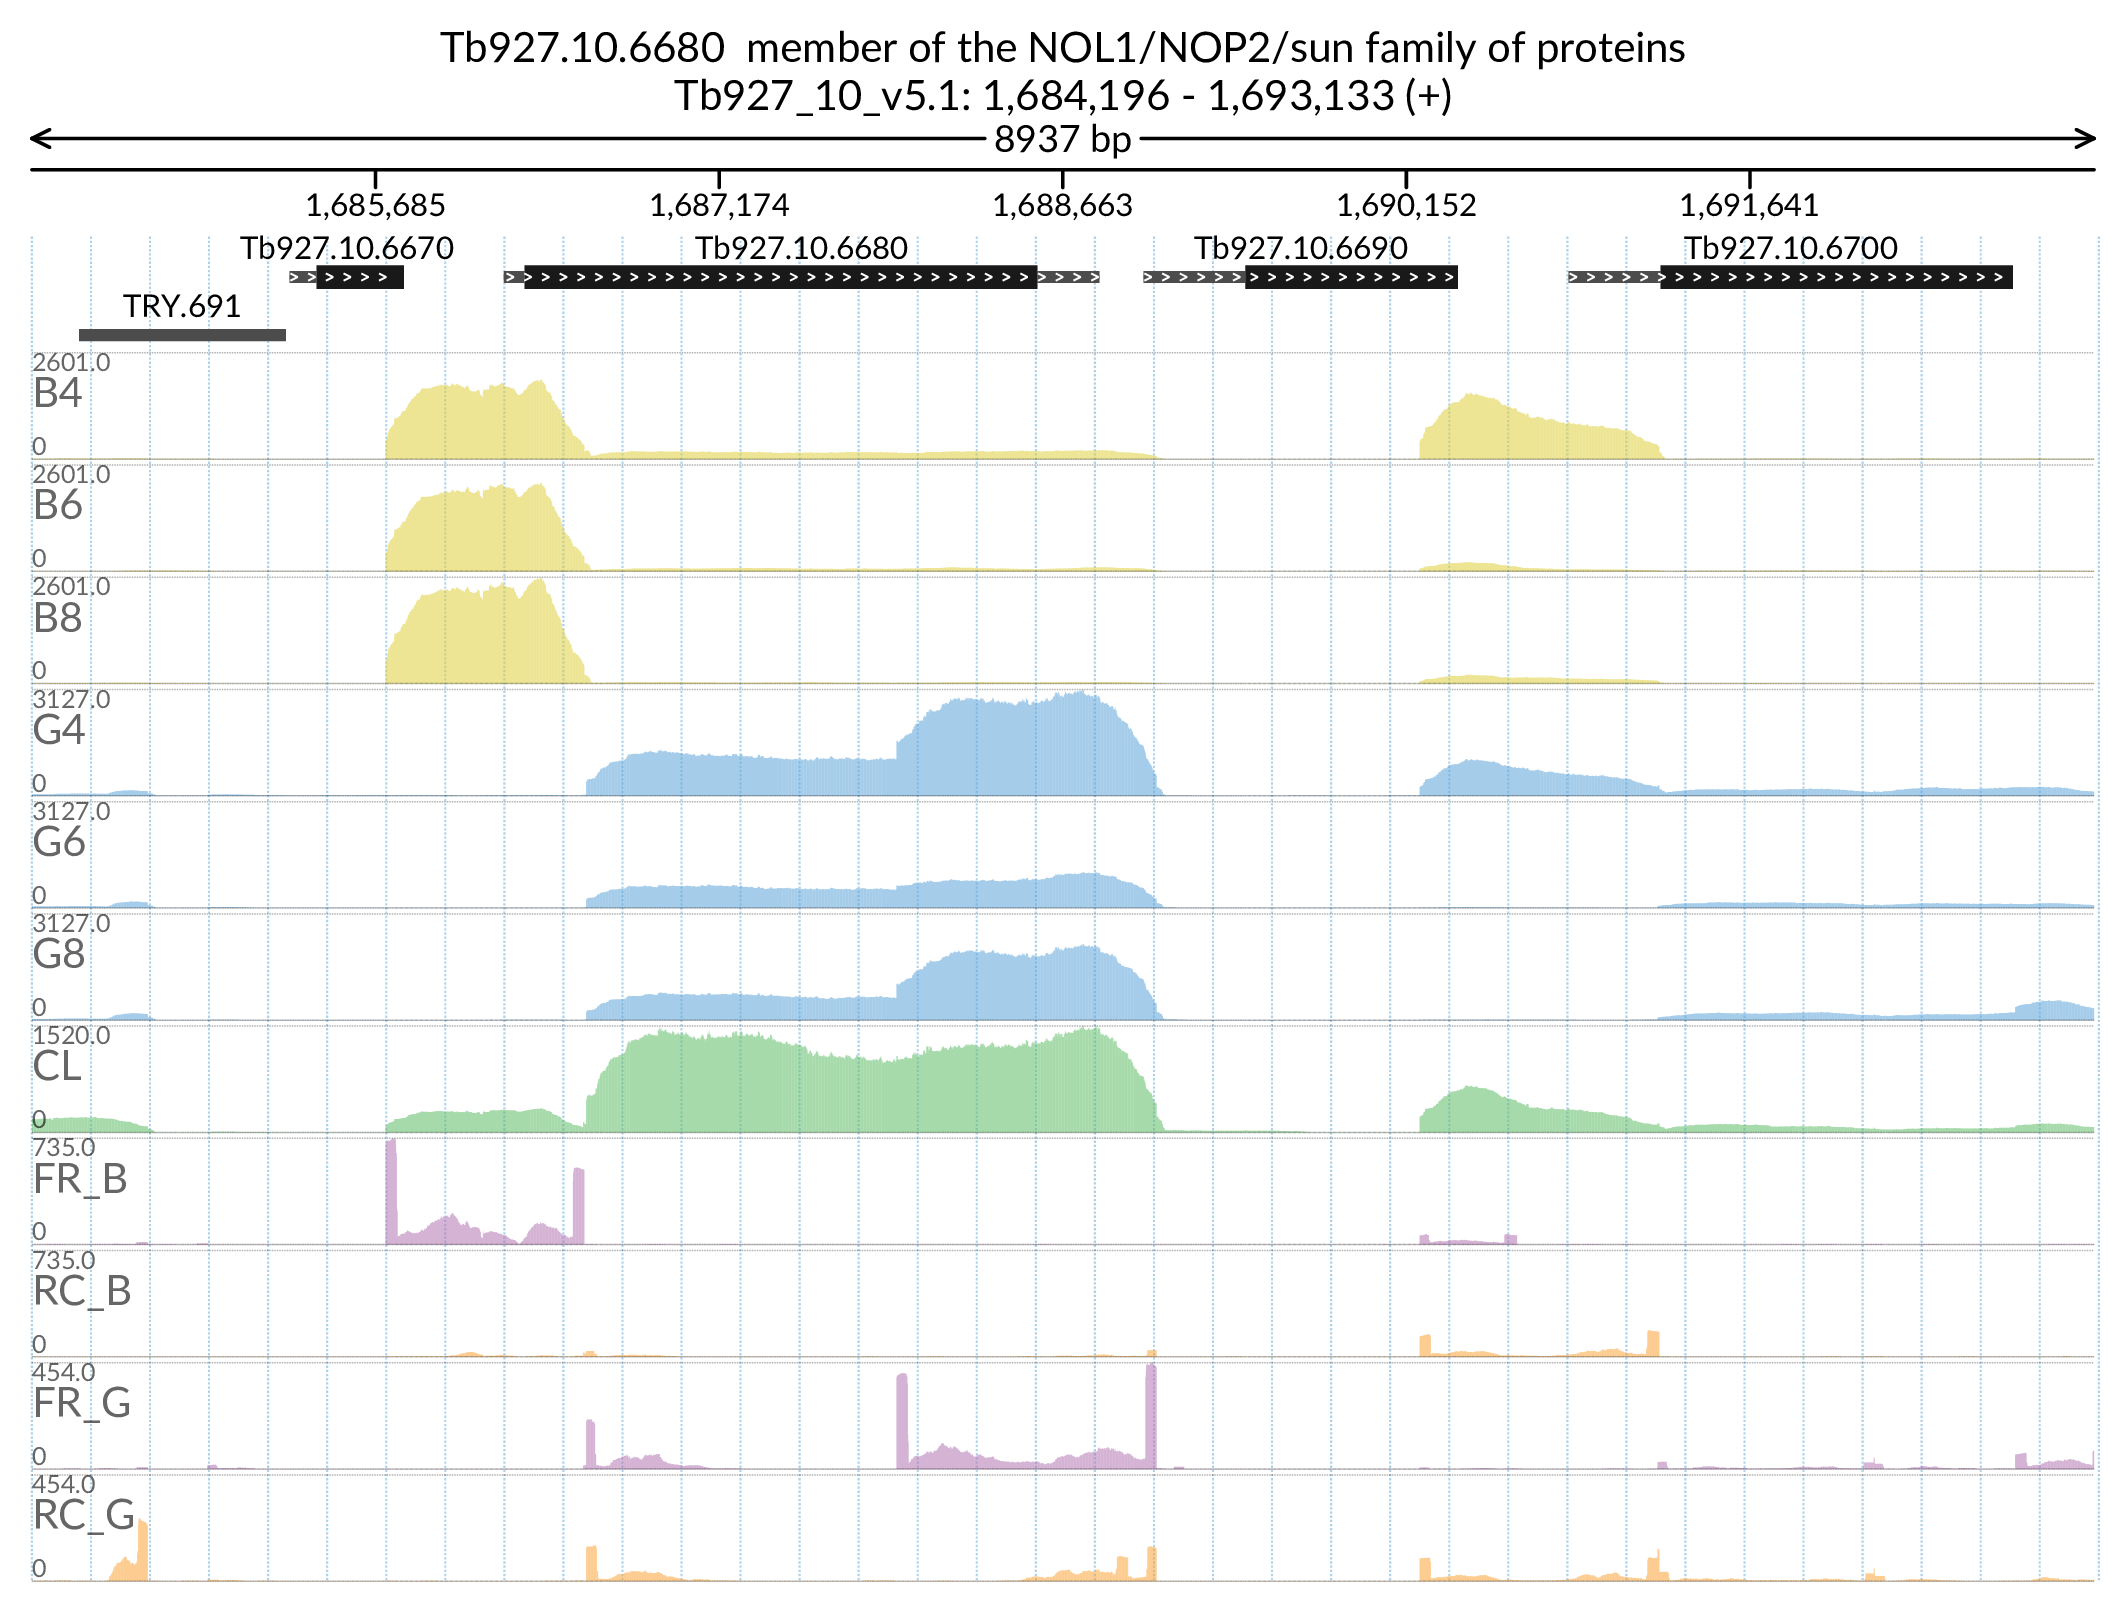 Tb927.10.6680  member of the NOL1/NOP2/sun family of proteins
Tb927_10_v5.1: 1,684,196 - 1,693,133 (+)
8937 bp
1,685,685 1,687,174 1,688,663 1,690,152 1,691,641
Tb927.10.6670 Tb927.10.6680 Tb927.10.6690 Tb927.10.6700
TRY.691
2601.0
B4
0
2601.0
B6
0
2601.0
B8
0
3127.0
G4
0
3127.0
G6
0
3127.0
G8
0
1520.0
CL
0
735.0
FR_B
0
735.0
RC_B
0
454.0
FR_G
0
454.0
RC_G
0